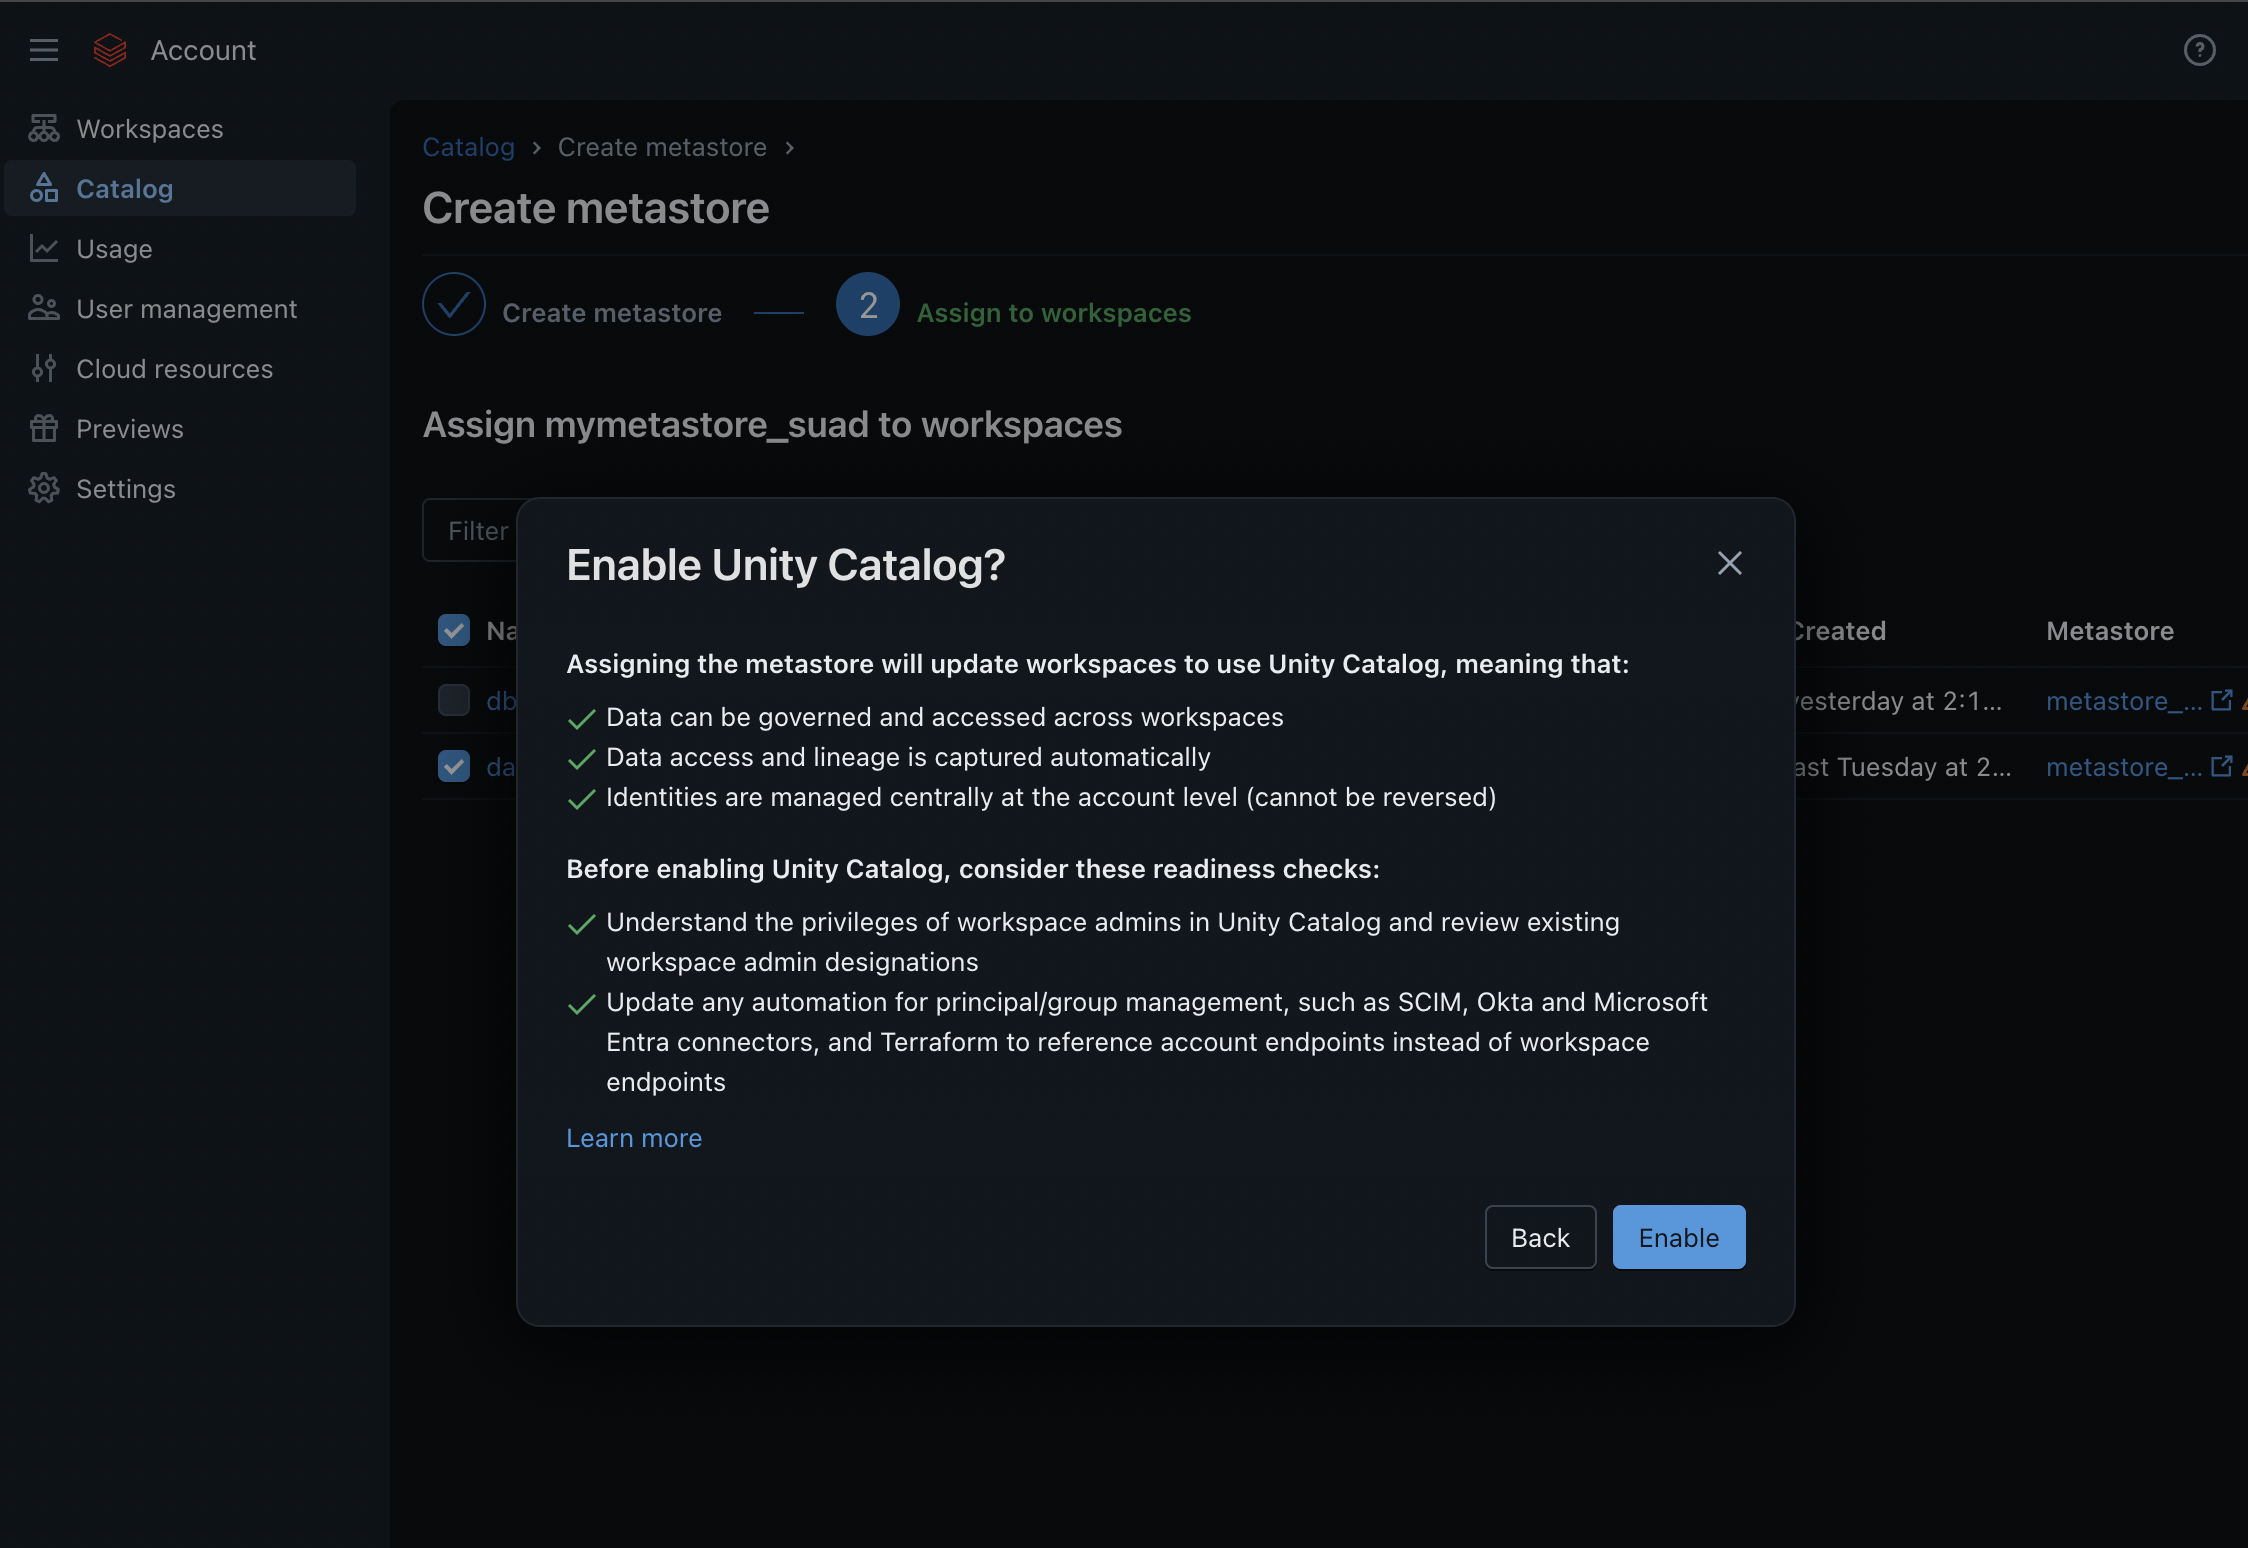 Account
Workspaces
Catalog
Usage
User management
Cloud resources
Previews
Settings
Catalog > Create metastore >
Create metastore
Create metastore
2 Assign to workspaces
Assign mymetastore_suad to workspaces
Filter
Na
Created
Metastore
db
yesterday at 2:1...
metastore_...
da
last Tuesday at 2...
metastore_...
Enable Unity Catalog?
Assigning the metastore will update workspaces to use Unity Catalog, meaning that:
Data can be governed and accessed across workspaces
Data access and lineage is captured automatically
Identities are managed centrally at the account level (cannot be reversed)
Before enabling Unity Catalog, consider these readiness checks:
Understand the privileges of workspace admins in Unity Catalog and review existing
workspace admin designations
Update any automation for principal/group management, such as SCIM, Okta and Microsoft
Entra connectors, and Terraform to reference account endpoints instead of workspace
endpoints
Learn more
Back
Enable